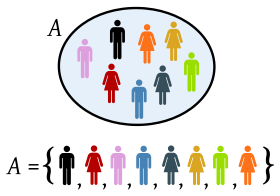 A
A = { , , , , , , , }